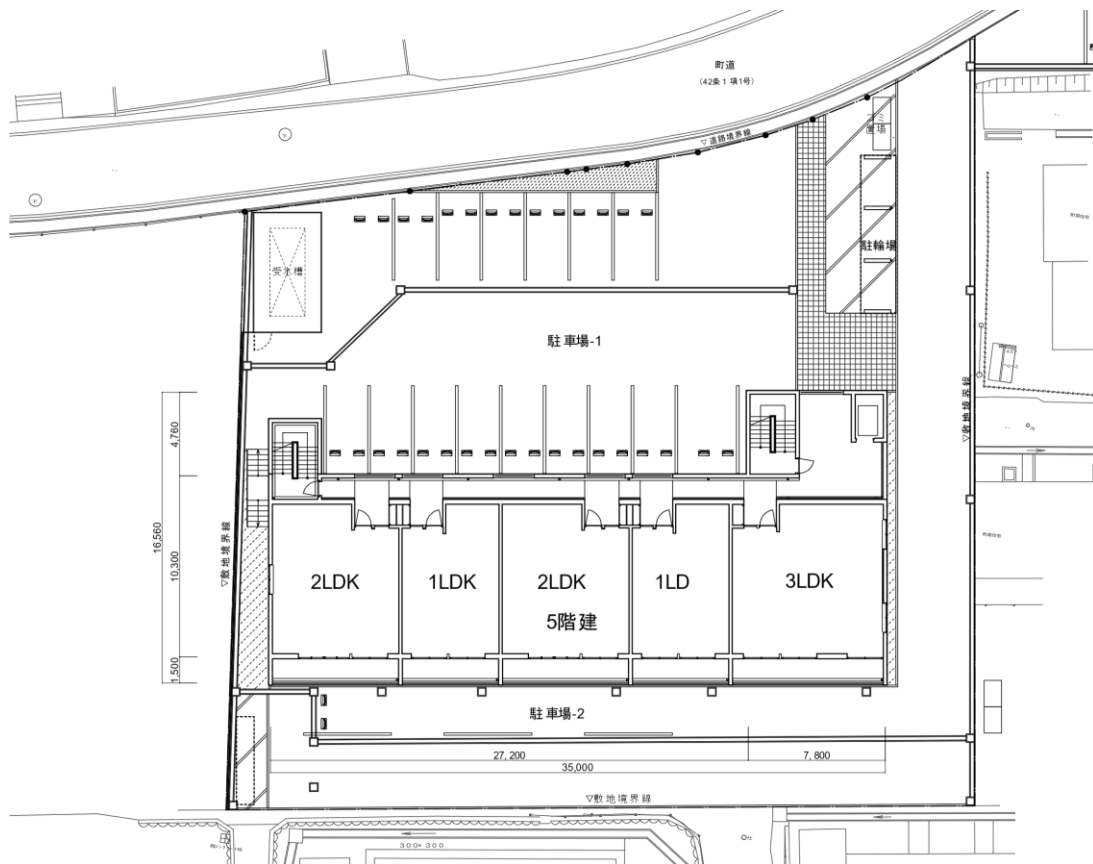 町道
(42条1項1号)
▽道路境界線
置場
駐輪場
受水槽
駐車場-1
▽敷地境界線
4,760
16,560
10,300
1,500
▽敷地境界線
2LDK
1LDK
2LDK
1LD
3LDK
5階建
駐車場-2
27,200
7,800
35,000
▽敷地境界線
300×300